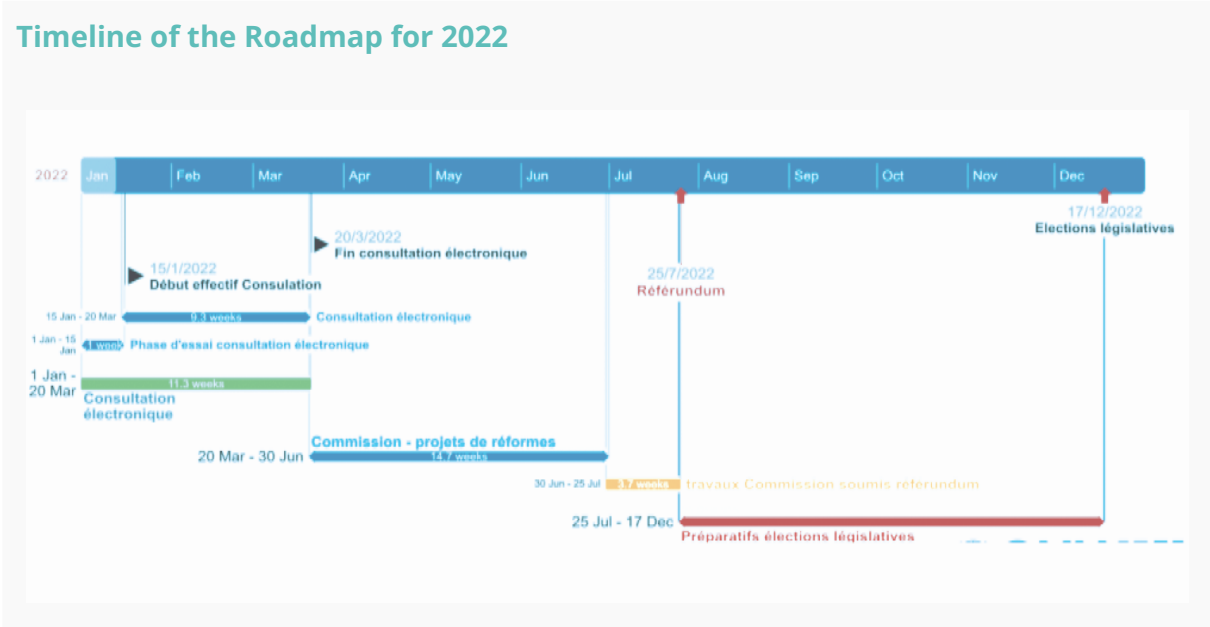 Timeline of the Roadmap for 2022
2022 Jan Feb Mar Apr May Jun Jul Aug Sep Oct Nov Dec
17/12/2022
Elections législatives
20/3/2022
Fin consultation électronique
15/1/2022
Début effectif Consulation
25/7/2022
Référundum
15 Jan - 20 Mar 9.3 weeks Consultation électronique
1 Jan - 15
Jan
1 week Phase d'essai consultation électronique
1 Jan -
20 Mar
11.3 weeks
Consultation
électronique
Commission - projets de réformes
20 Mar - 30 Jun 14.7 weeks
30 Jun - 25 Jul 3.7 weeks travaux Commission soumis référundum
25 Jul - 17 Dec
Préparatifs élections législatives